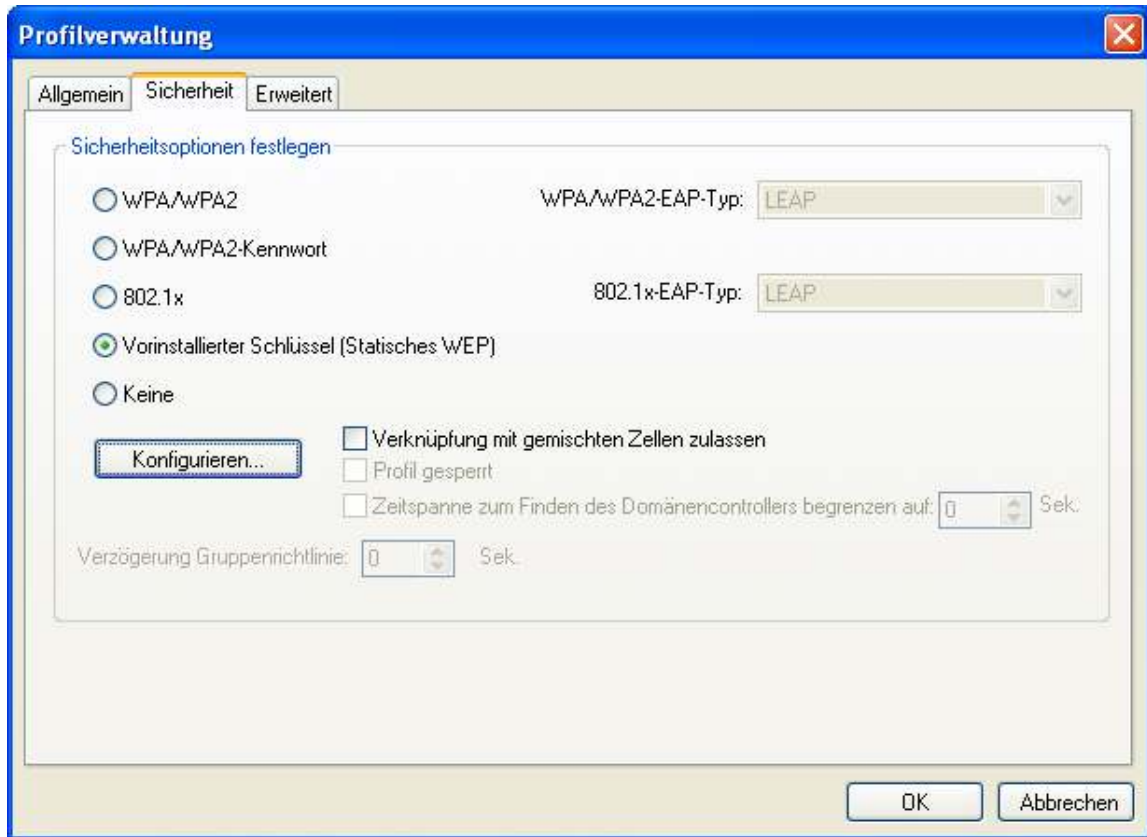 Profilverwaltung
Allgemein Sicherheit Erweitert
Sicherheitsoptionen festlegen
WPA/WPA2 WPA/WPA2-EAP-Typ: LEAP
WPA/WPA2-Kennwort
802.1x 802.1x-EAP-Typ: LEAP
Vorinstallierter Schlüssel (Statisches WEP)
Keine
Konfigurieren...
Verknüpfung mit gemischten Zellen zulassen
Profil gesperrt
Zeitspanne zum Finden des Domänencontrollers begrenzen auf: 0 Sek.
Verzögerung Gruppenrichtlinie: 0 Sek.
OK Abbrechen